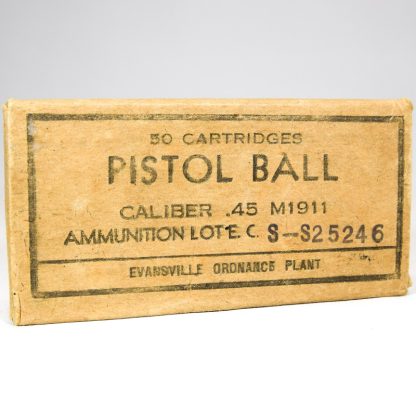 50 CARTRIDGES
PISTOL BALL
CALIBER .45 M1911
AMMUNITION LOT E.C. S-S25246
EVANSVILLE ORDNANCE PLANT